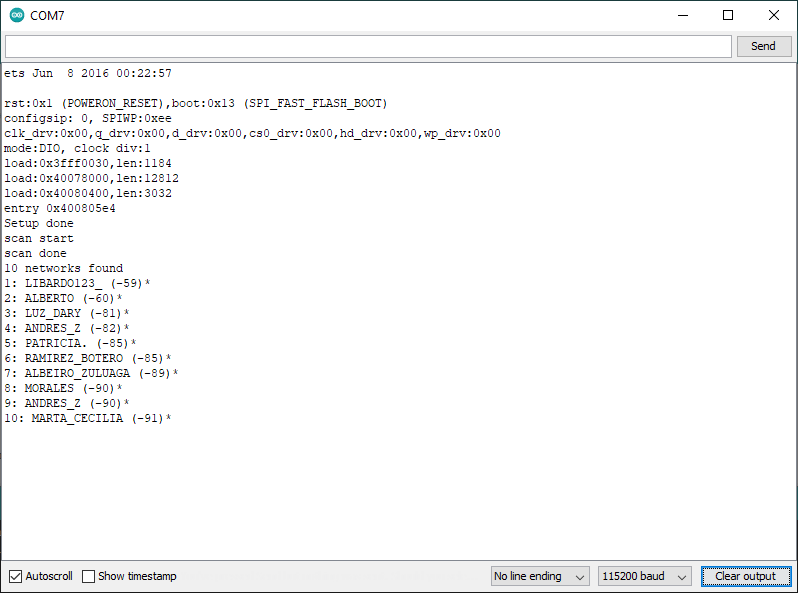 COM7
Send
ets Jun  8 2016 00:22:57
rst:0x1 (POWERON_RESET),boot:0x13 (SPI_FAST_FLASH_BOOT)
configsip: 0, SPIWP:0xee
clk_drv:0x00,q_drv:0x00,d_drv:0x00,cs0_drv:0x00,hd_drv:0x00,wp_drv:0x00
mode:DIO, clock div:1
load:0x3fff0030,len:1184
load:0x40078000,len:12812
load:0x40080400,len:3032
entry 0x400805e4
Setup done
scan start
scan done
10 networks found
1: LIBARDO123_ (-59)*
2: ALBERTO (-60)*
3: LUZ_DARY (-81)*
4: ANDRES_Z (-82)*
5: PATRICIA. (-85)*
6: RAMIREZ_BOTERO (-85)*
7: ALBEIRO_ZULUAGA (-89)*
8: MORALES (-90)*
9: ANDRES_Z (-90)*
10: MARTA_CECILIA (-91)*
Autoscroll Show timestamp No line ending 115200 baud Clear output